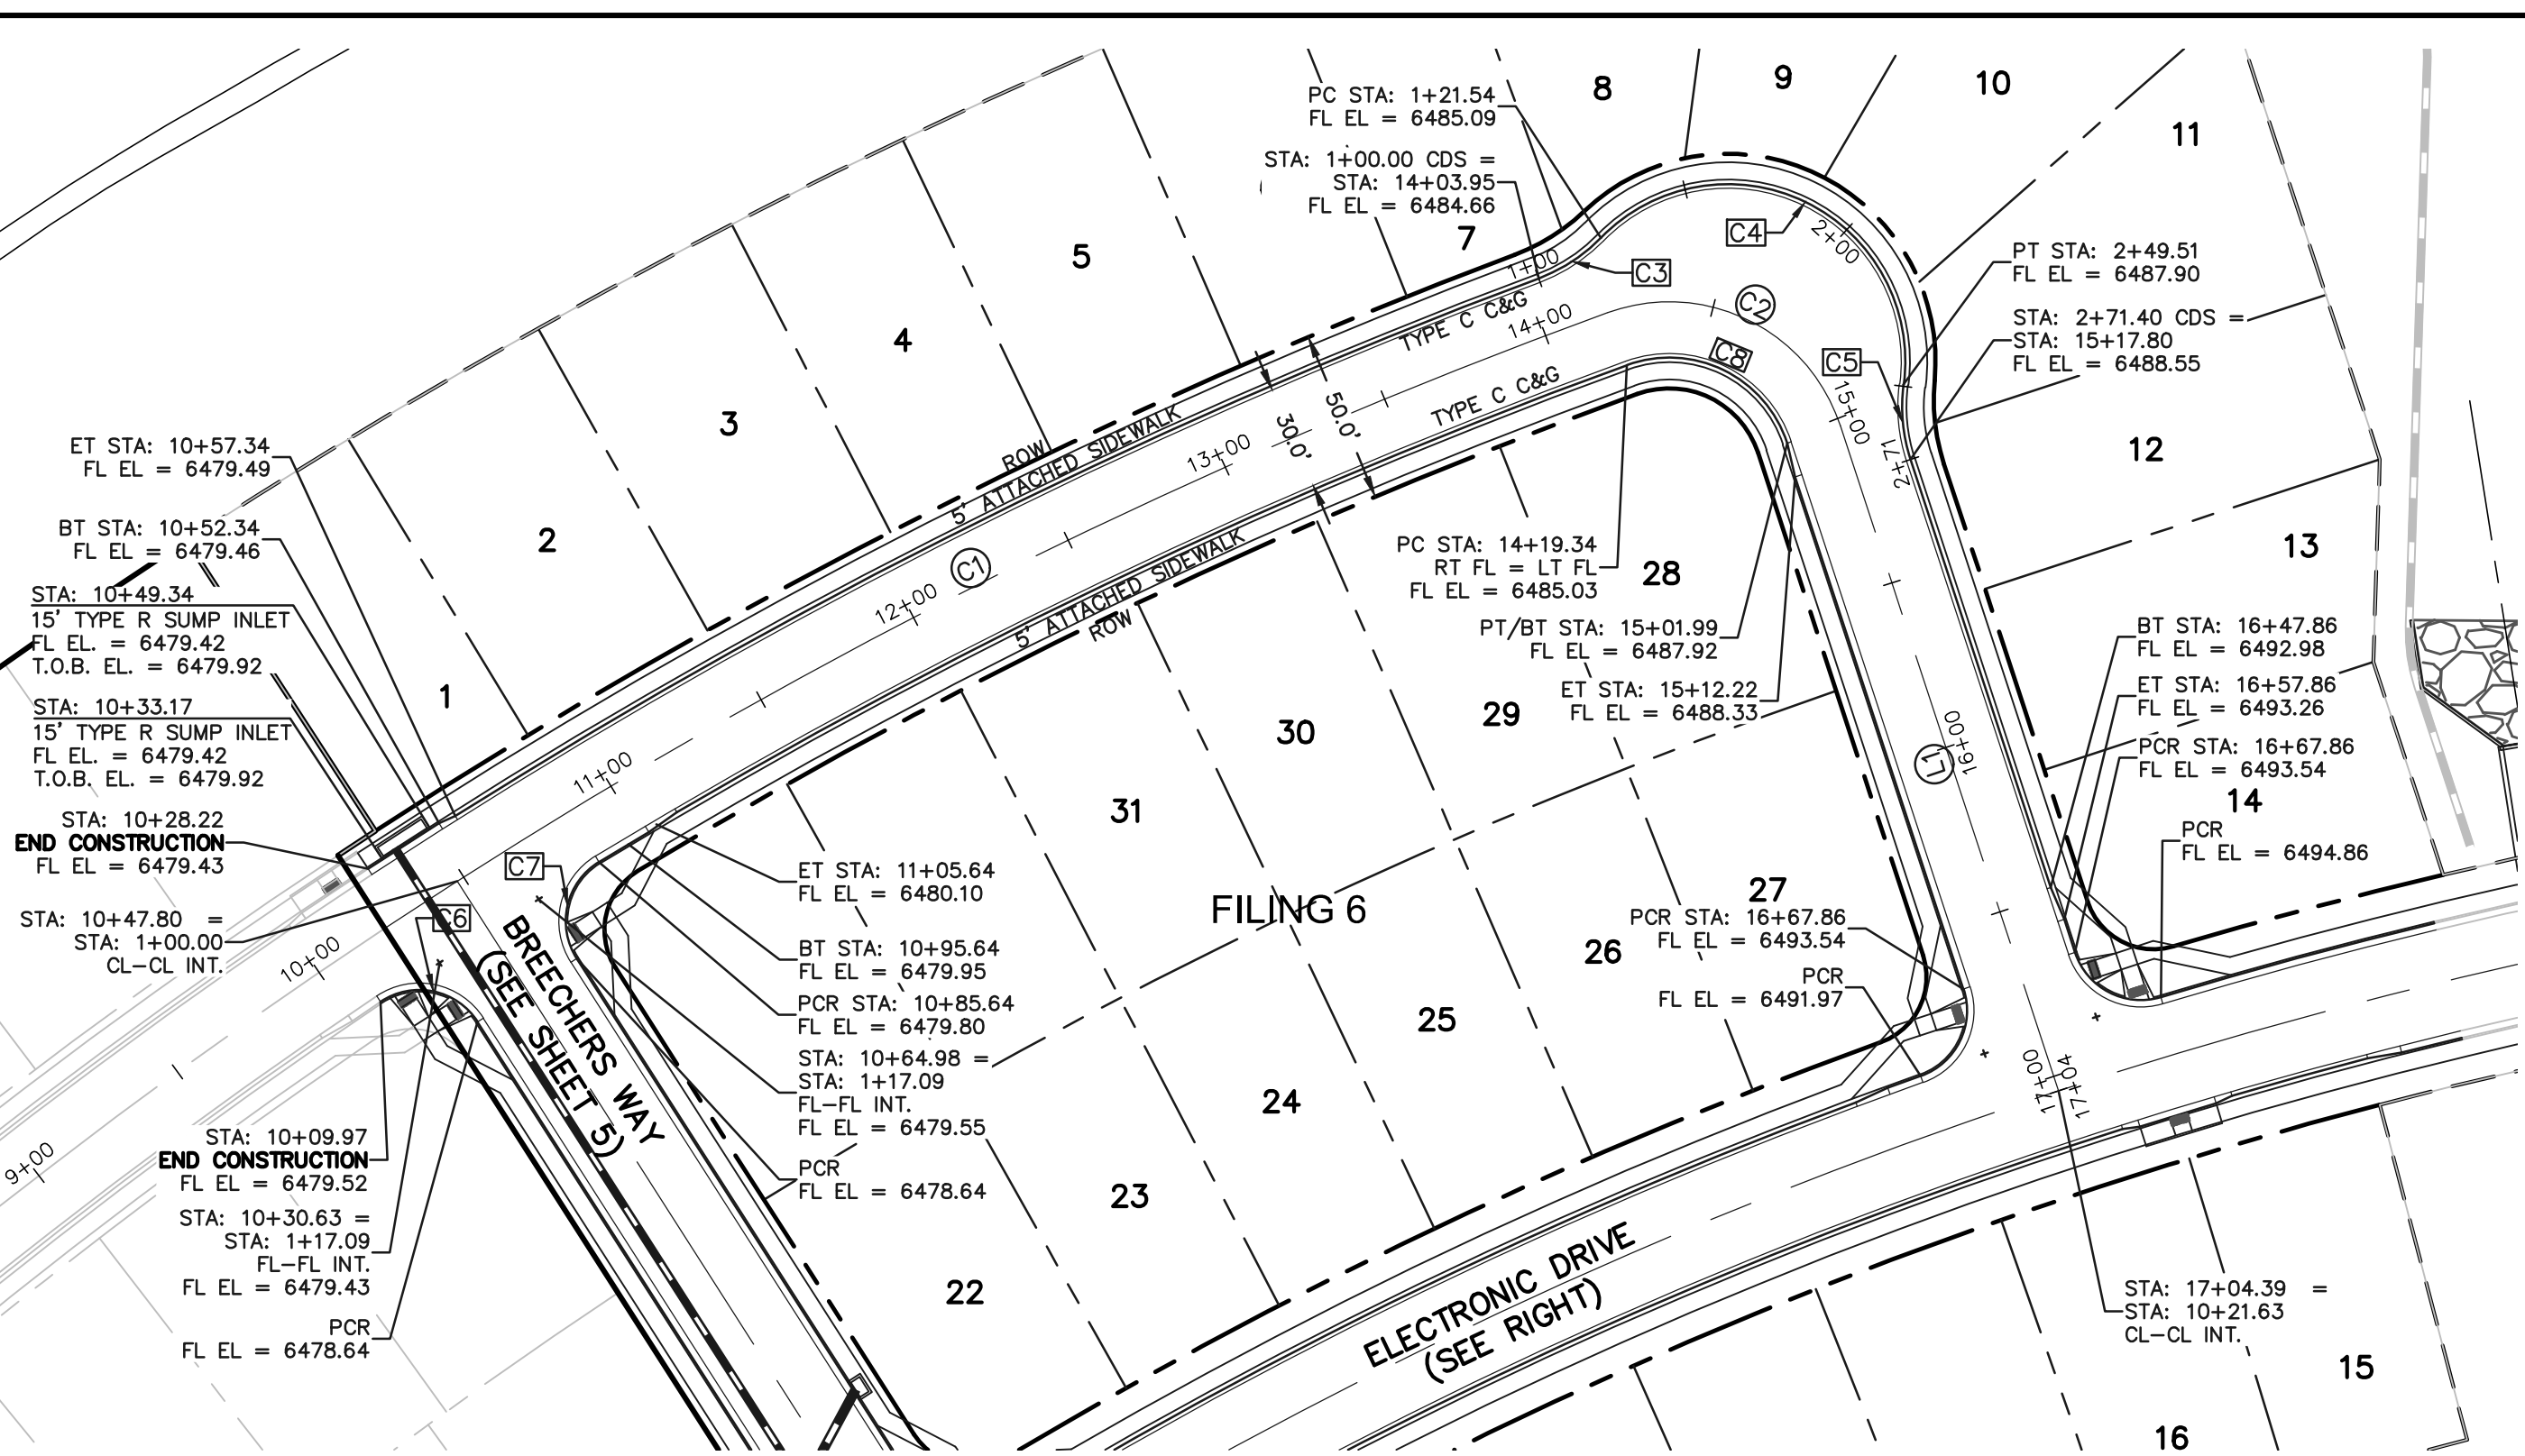 8
9
10
11
PC STA: 1+21.54
FL EL = 6485.09
STA: 1+00.00 CDS =
STA: 14+03.95
FL EL = 6484.66
7
5
4
3
2
1
C4
2+00
1+00
C3
C2
TYPE C C&G
14+00
C8
C5
PT STA: 2+49.51
FL EL = 6487.90
STA: 2+71.40 CDS =
STA: 15+17.80
FL EL = 6488.55
15+00
2+71
12
13
TYPE C C&G
50.0'
30.0'
13+00
ROW
5' ATTACHED SIDEWALK
C1
12+00
5' ATTACHED SIDEWALK
ROW
11+00
ET STA: 10+57.34
FL EL = 6479.49
BT STA: 10+52.34
FL EL = 6479.46
STA: 10+49.34
15' TYPE R SUMP INLET
FL EL. = 6479.42
T.O.B. EL. = 6479.92
STA: 10+33.17
15' TYPE R SUMP INLET
FL EL. = 6479.42
T.O.B. EL. = 6479.92
STA: 10+28.22
END CONSTRUCTION
FL EL = 6479.43
STA: 10+47.80 =
STA: 1+00.00
CL-CL INT.
10+00
9+00
C6
C7
BREECHERS WAY
(SEE SHEET 5)
STA: 10+09.97
END CONSTRUCTION
FL EL = 6479.52
STA: 10+30.63 =
STA: 1+17.09
FL-FL INT.
FL EL = 6479.43
PCR
FL EL = 6478.64
ET STA: 11+05.64
FL EL = 6480.10
BT STA: 10+95.64
FL EL = 6479.95
PCR STA: 10+85.64
FL EL = 6479.80
STA: 10+64.98 =
STA: 1+17.09
FL-FL INT.
FL EL = 6479.55
PCR
FL EL = 6478.64
PC STA: 14+19.34
RT FL = LT FL
FL EL = 6485.03
PT/BT STA: 15+01.99
FL EL = 6487.92
ET STA: 15+12.22
FL EL = 6488.33
28
29
30
31
FILING 6
27
26
25
24
23
22
PCR STA: 16+67.86
FL EL = 6493.54
PCR
FL EL = 6491.97
16+00
L1
BT STA: 16+47.86
FL EL = 6492.98
ET STA: 16+57.86
FL EL = 6493.26
PCR STA: 16+67.86
FL EL = 6493.54
14
PCR
FL EL = 6494.86
17+00
17+04
ELECTRONIC DRIVE
(SEE RIGHT)
STA: 17+04.39 =
STA: 10+21.63
CL-CL INT.
15
16